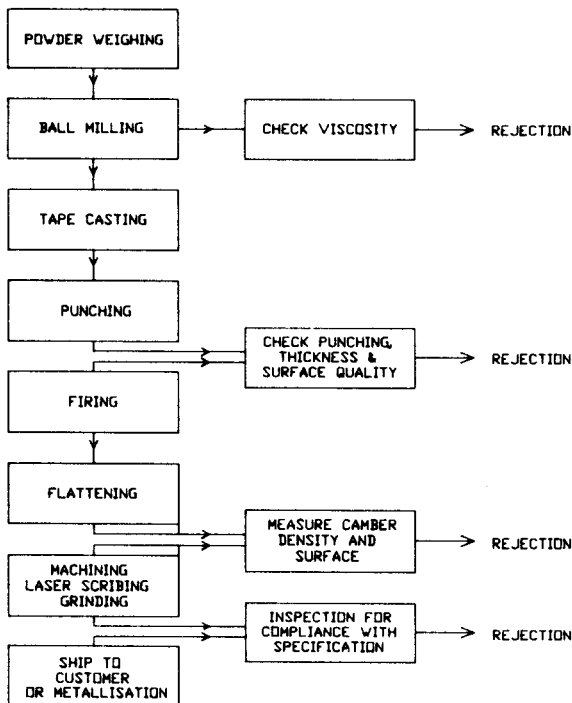 POWDER WEIGHING
BALL MILLING
CHECK VISCOSITY
REJECTION
TAPE CASTING
PUNCHING
CHECK PUNCHING,
THICKNESS &
SURFACE QUALITY
REJECTION
FIRING
FLATTENING
MEASURE CAMBER
DENSITY AND
SURFACE
REJECTION
MACHINING
LASER SCRIBING
GRINDING
INSPECTION FOR
COMPLIANCE WITH
SPECIFICATION
REJECTION
SHIP TO
CUSTOMER
OR METALLISATION